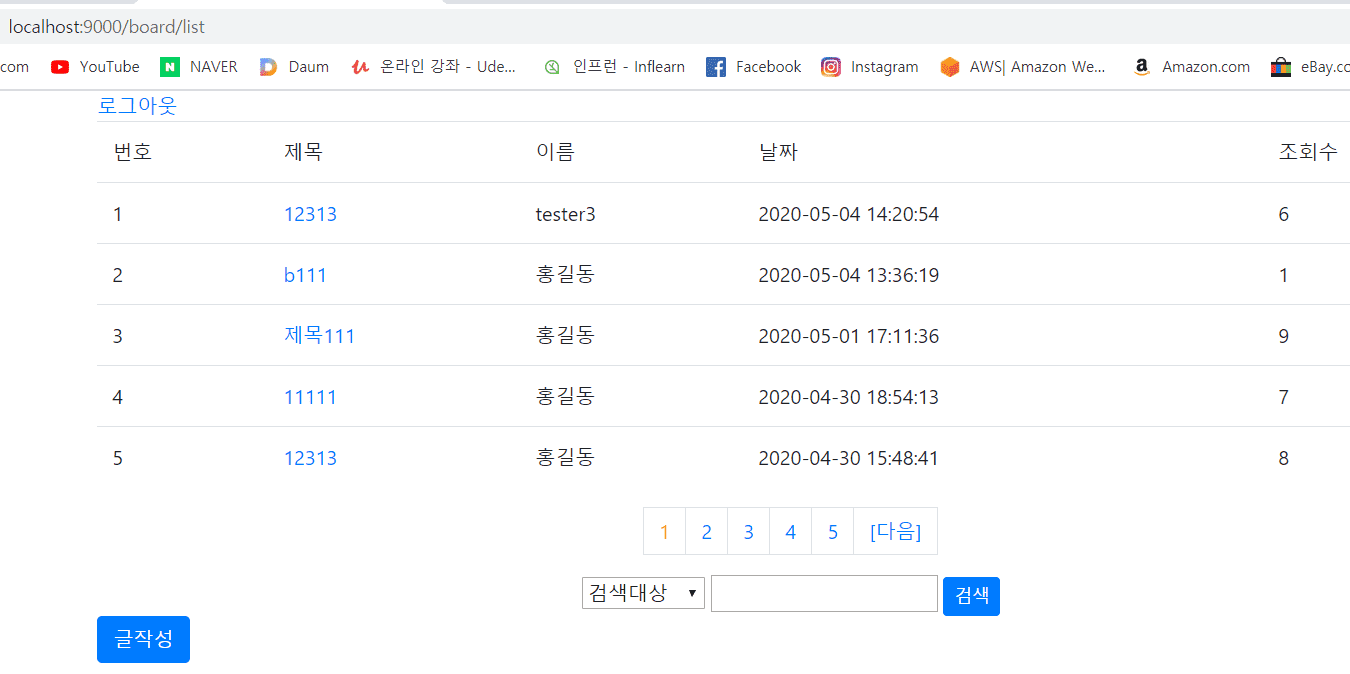 localhost:9000/board/list
com YouTube NAVER Daum 온라인 강좌 - Ude... 인프런 - Inflearn Facebook Instagram AWS| Amazon We... Amazon.com eBay.co
로그아웃
번호 제목 이름 날짜 조회수
1 12313 tester3 2020-05-04 14:20:54 6
2 b111 홍길동 2020-05-04 13:36:19 1
3 제목111 홍길동 2020-05-01 17:11:36 9
4 11111 홍길동 2020-04-30 18:54:13 7
5 12313 홍길동 2020-04-30 15:48:41 8
1 2 3 4 5 [다음]
검색대상 검색
글작성